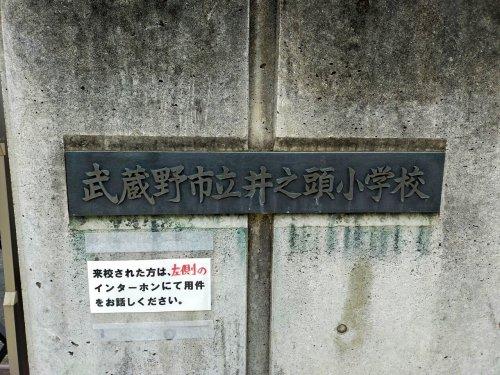 武蔵野市立井之頭小学校
来校された方は、左側の
インターホンにて用件
をお話しください。